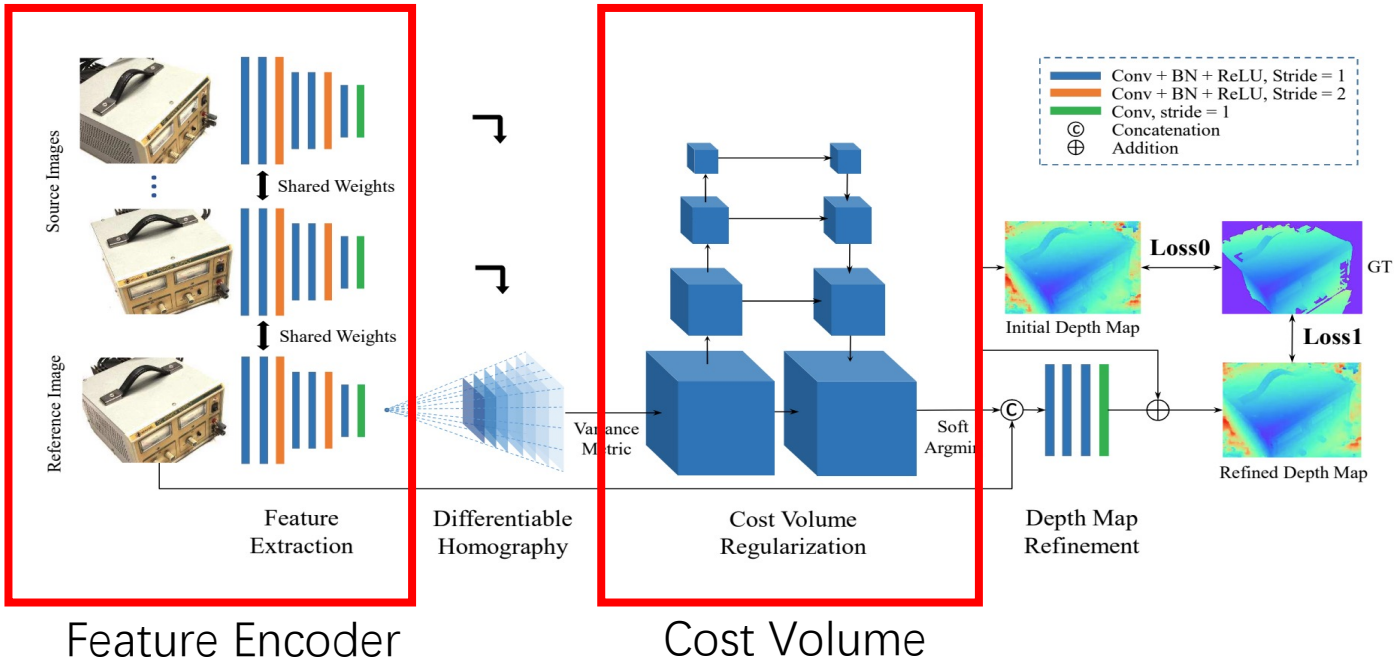 Source Images
Shared Weights
Shared Weights
Reference Image
Feature
Extraction
Differentiable
Homography
Variance
Metric
Cost Volume
Regularization
Soft
Argmin
Conv + BN + ReLU, Stride = 1
Conv + BN + ReLU, Stride = 2
Conv, stride = 1
C Concatenation
Addition
Loss0
GT
Initial Depth Map
Loss1
C
Refined Depth Map
Depth Map
Refinement
Feature Encoder
Cost Volume